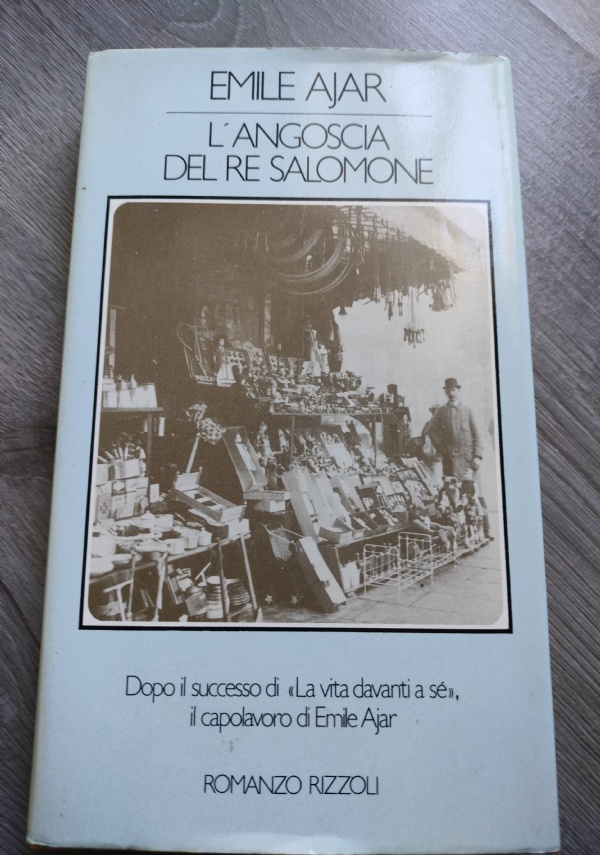 EMILE AJAR
L'ANGOSCIA
DEL RE SALOMONE
Dopo il successo di «La vita davanti a sé»,
il capolavoro di Emile Ajar
ROMANZO RIZZOLI